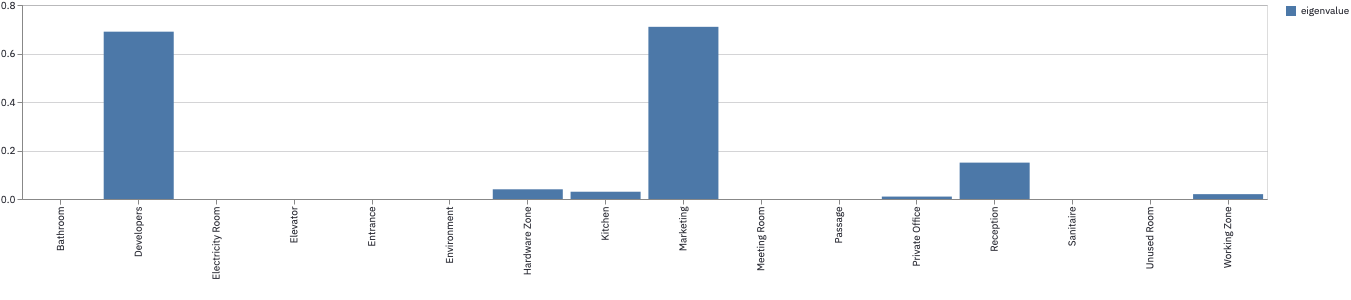 0.8
0.6
0.4
0.2
0.0
Bathroom
Developers
Electricity Room
Elevator
Entrance
Environment
Hardware Zone
Kitchen
Marketing
Meeting Room
Passage
Private Office
Reception
Sanitaire
Unused Room
Working Zone
eigenvalue